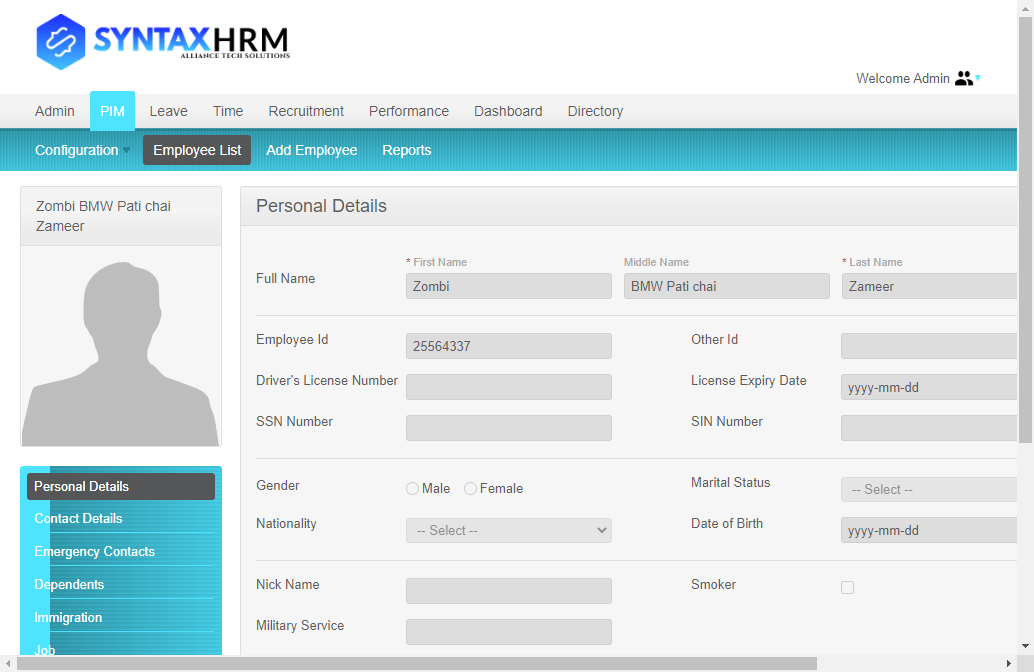 SYNTAXHRM
ALLIANCE TECH SOLUTIONS
Welcome Admin
Admin PIM Leave Time Recruitment Performance Dashboard Directory
Configuration Employee List Add Employee Reports
Zombi BMW Pati chai
Zameer
Personal Details
* First Name Middle Name * Last Name
Full Name Zombi BMW Pati chai Zameer
Employee Id 25564337 Other Id
Driver's License Number License Expiry Date yyyy-mm-dd
SSN Number SIN Number
Gender Male Female Marital Status -- Select --
Nationality -- Select -- Date of Birth yyyy-mm-dd
Nick Name Smoker
Military Service
Personal Details
Contact Details
Emergency Contacts
Dependents
Immigration
Job